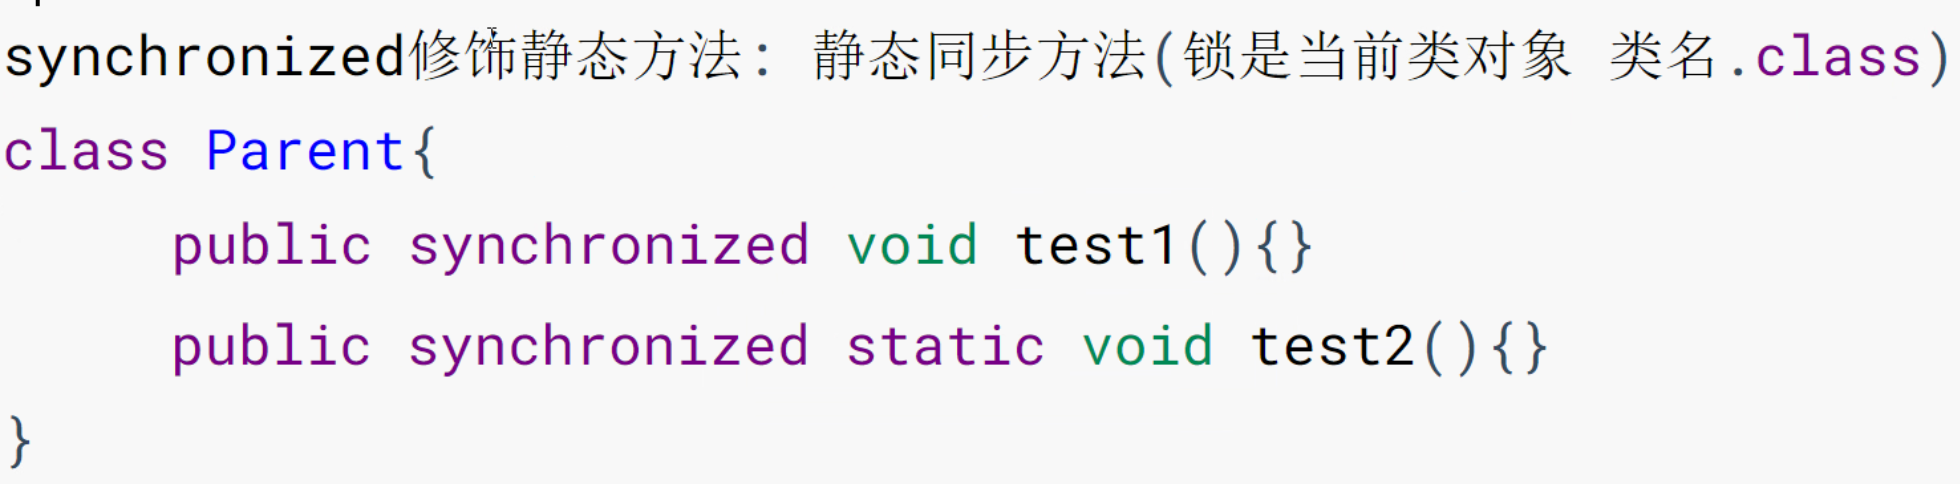 synchronized修饰静态方法: 静态同步方法(锁是当前类对象 类名.class)
class Parent{
public synchronized void test1(){}
public synchronized static void test2(){}
}